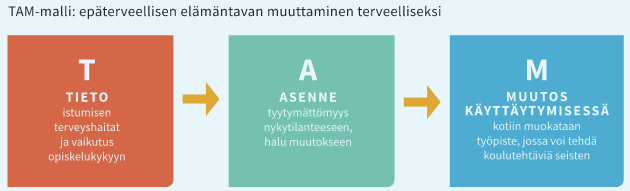 TAM-malli: epäterveellisen elämäntavan muuttaminen terveelliseksi
T
TIETO
istumisen
terveyshaitat
ja vaikutus
opiskelukykyyn
A
ASENNE
tyytymättömyys
nykytilanteeseen,
halu muutokseen
M
MUUTOS
KÄYTTÄYTYMISESSÄ
kotiin muokataan
työpiste, jossa voi tehdä
koulutehtäviä seisten